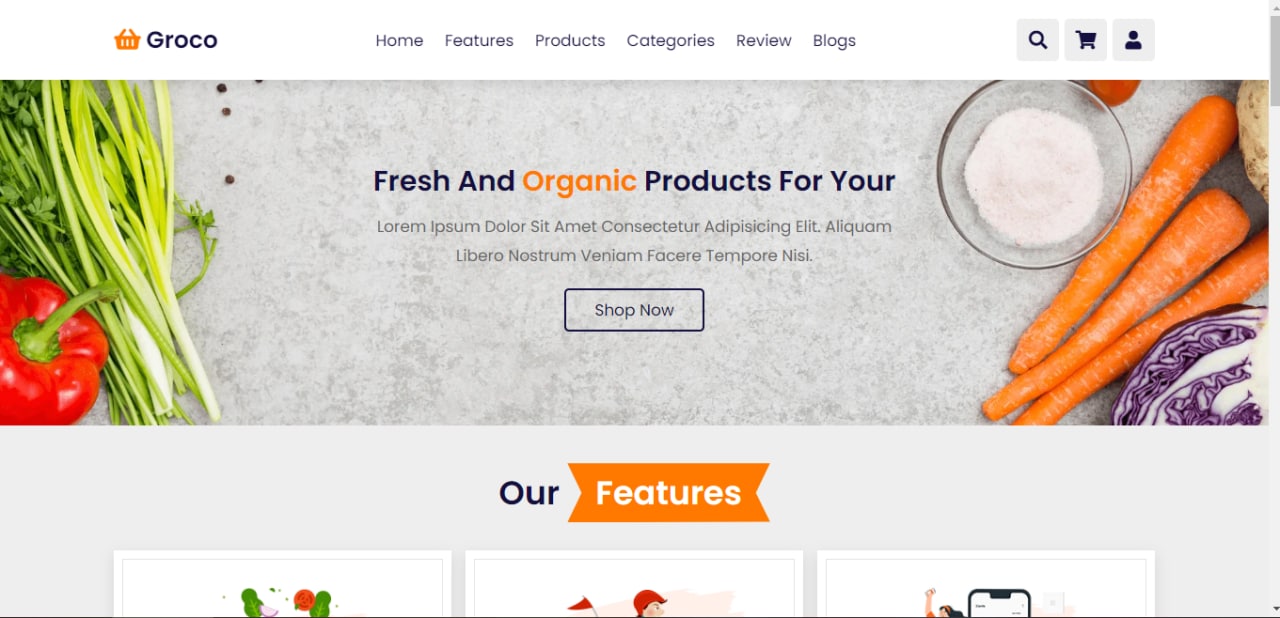 Groco
Home Features Products Categories Review Blogs
Fresh And Organic Products For Your
Lorem Ipsum Dolor Sit Amet Consectetur Adipisicing Elit. Aliquam
Libero Nostrum Veniam Facere Tempore Nisi.
Shop Now
Our Features